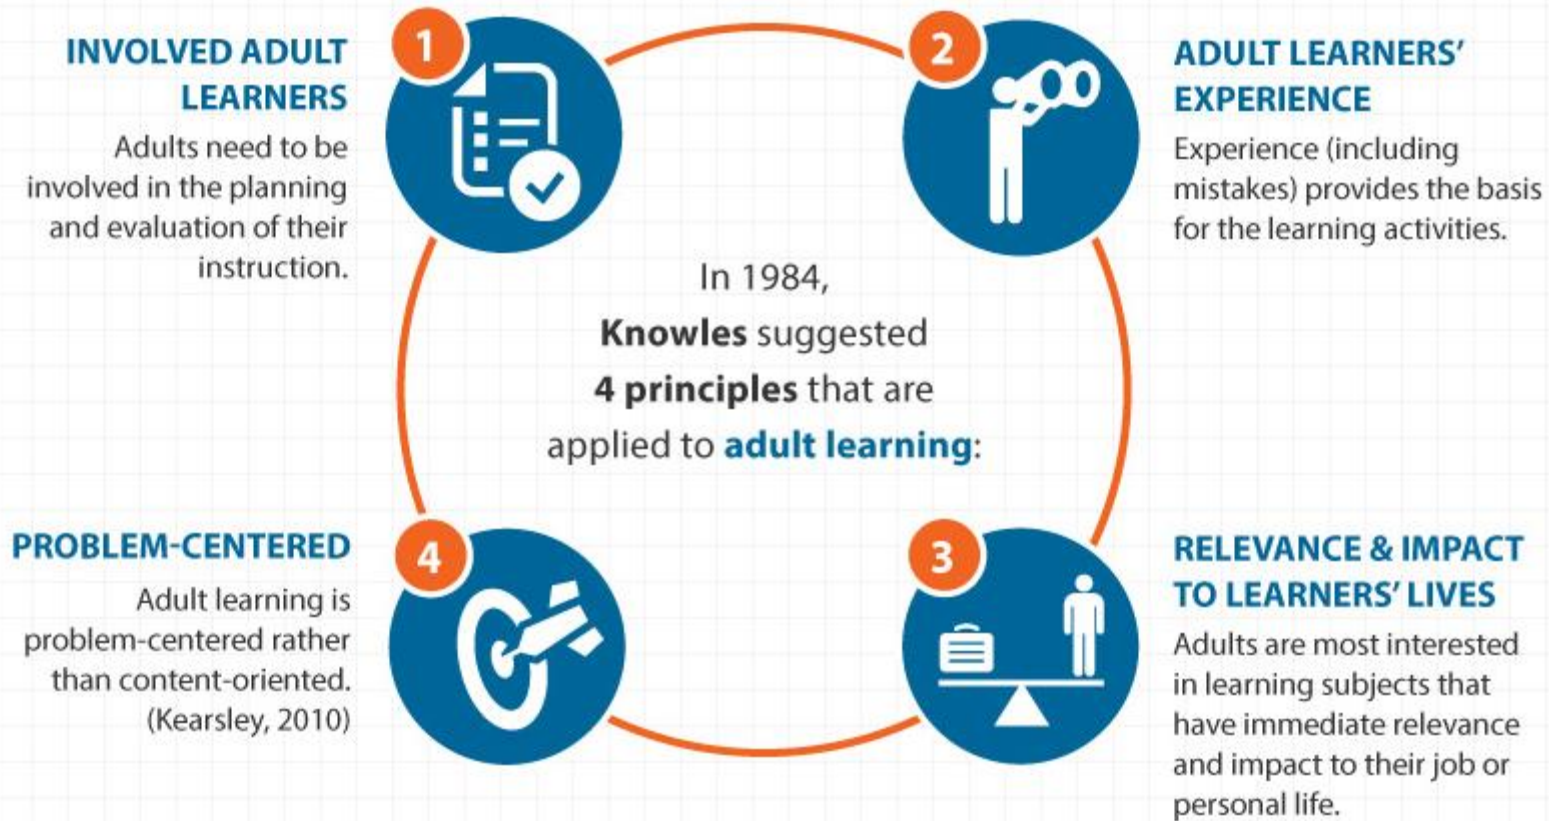 1
INVOLVED ADULT
LEARNERS
Adults need to be
involved in the planning
and evaluation of their
instruction.
2
ADULT LEARNERS’
EXPERIENCE
Experience (including
mistakes) provides the basis
for the learning activities.
In 1984,
Knowles suggested
4 principles that are
applied to adult learning:
3
RELEVANCE & IMPACT
TO LEARNERS’ LIVES
Adults are most interested
in learning subjects that
have immediate relevance
and impact to their job or
personal life.
4
PROBLEM-CENTERED
Adult learning is
problem-centered rather
than content-oriented.
(Kearsley, 2010)